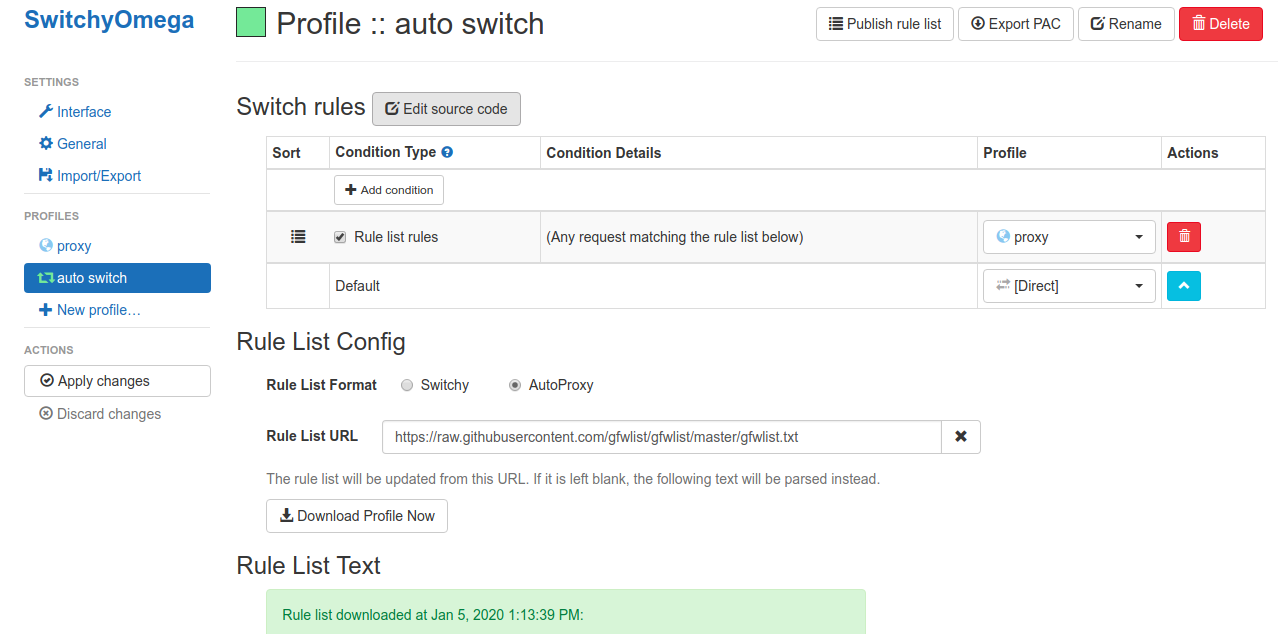 SwitchyOmega
Profile :: auto switch
Publish rule list
Export PAC
Rename
Delete
SETTINGS
Interface
General
Import/Export
PROFILES
proxy
auto switch
New profile…
ACTIONS
Apply changes
Discard changes
Switch rules
Edit source code
Sort Condition Type Condition Details Profile Actions
Add condition
Rule list rules (Any request matching the rule list below) proxy
Default [Direct]
Rule List Config
Rule List Format Switchy AutoProxy
Rule List URL https://raw.githubusercontent.com/gfwlist/gfwlist/master/gfwlist.txt
The rule list will be updated from this URL. If it is left blank, the following text will be parsed instead.
Download Profile Now
Rule List Text
Rule list downloaded at Jan 5, 2020 1:13:39 PM: